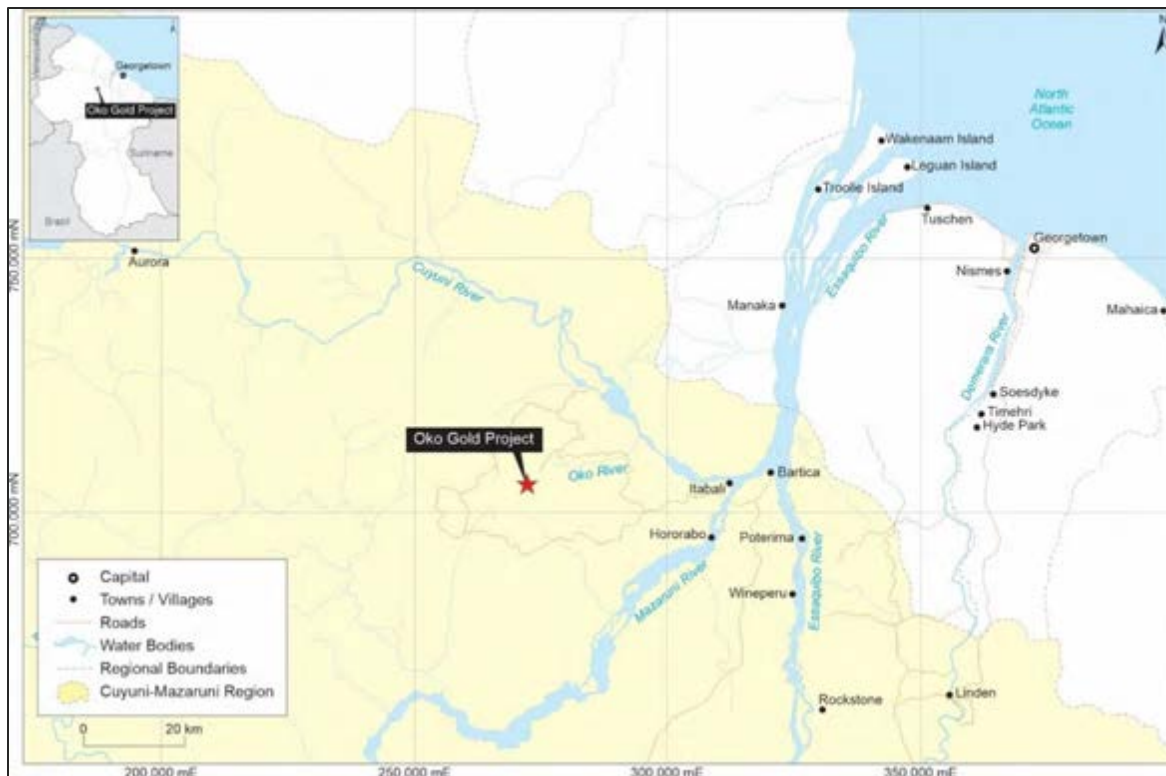 Venezuela
Georgetown
Oko Gold Project
Suriname
Brazil
N
North
Atlantic
Ocean
Wakenaam Island
Leguan Island
Troolie Island
Tuschen
Essequibo River
Georgetown
Nismes
Aurora
Cuyuni River
Manaka
Mahaica
Demerara River
Soesdyke
Timehri
Hyde Park
Oko Gold Project
Oko River
Bartica
Itabali
Hororabo
Poterima
Mazaruni River
Wineperu
Essequibo River
Rockstone
Linden
Capital
Towns / Villages
Roads
Water Bodies
Regional Boundaries
Cuyuni-Mazaruni Region
0 20 km
750 000 mN
700 000 mN
200 000 mE
250 000 mE
300 000 mE
350 000 mE